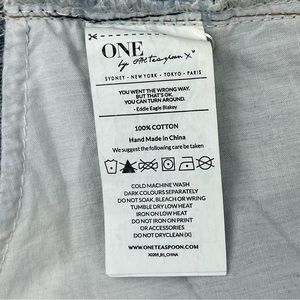 ONE
by oneteaspoon x
SYDNEY - NEW YORK - TOKYO - PARIS
YOU WENT THE WRONG WAY.
BUT THAT'S OK.
YOU CAN TURN AROUND.
- Eddie Eagle Blakey
100% COTTON
Hand Made in China
We suggest the following care be taken
COLD MACHINE WASH
DARK COLOURS SEPARATELY
DO NOT SOAK, BLEACH OR WRING
TUMBLE DRY LOW HEAT
IRON ON LOW HEAT
DO NOT IRON ON PRINT
OR ACCESSORIES
DO NOT DRYCLEAN (X)
WWW.ONETEASPOON.COM